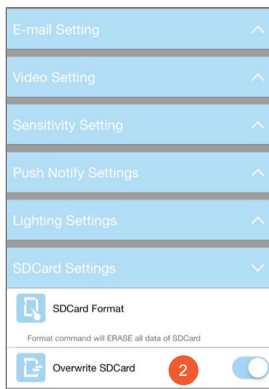 E-mail Setting
Video Setting
Sensitivity Setting
Push Notify Settings
Lighting Settings
SDCard Settings
SDCard Format
Format command will ERASE all data of SDCard
Overwrite SDCard 2